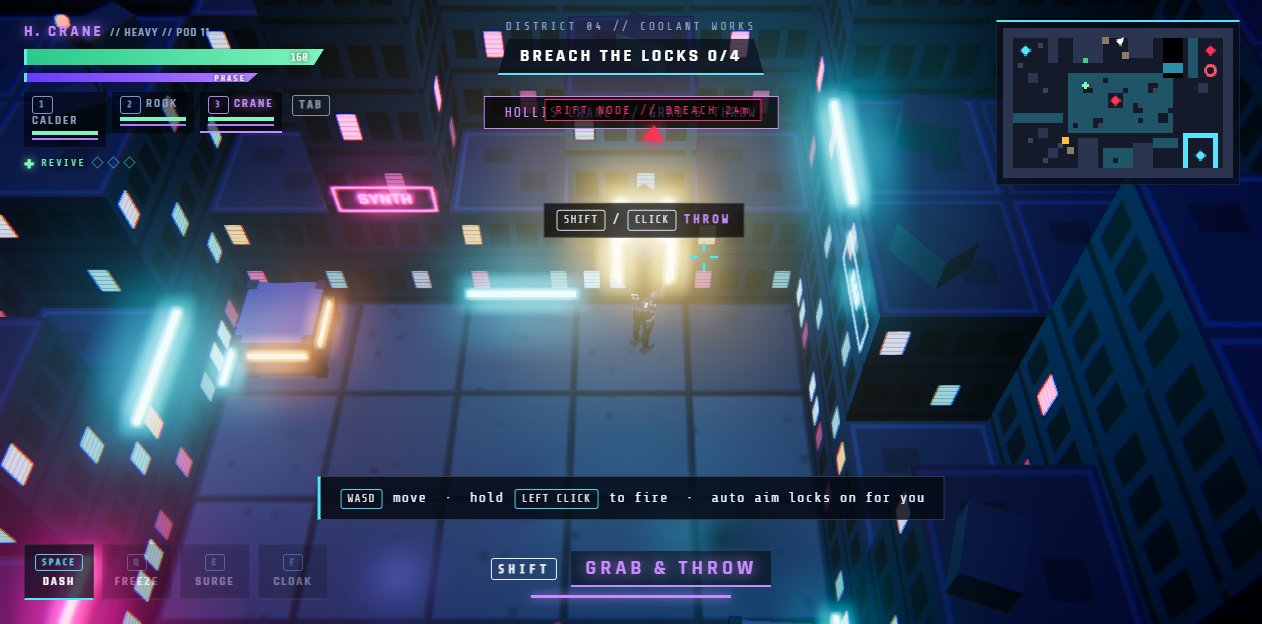 H. CRANE // HEAVY // POD 11
160
PHASE
1 CALDER
2 ROOK
3 CRANE
TAB
REVIVE
DISTRICT 04 // COOLANT WORKS
BREACH THE LOCKS 0/4
RIFT NODE // BREACH 24m
SYNTH
SHIFT / CLICK THROW
WASD move · hold LEFT CLICK to fire · auto aim locks on for you
SPACE DASH
Q FREEZE
E SURGE
F CLOAK
SHIFT GRAB & THROW